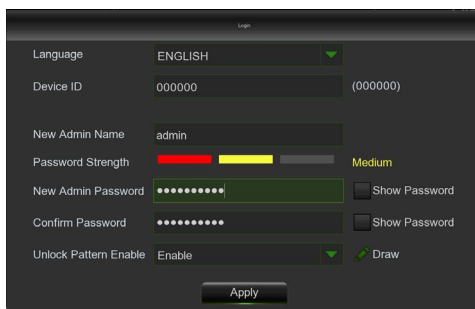 Login
Language ENGLISH
Device ID 000000 (000000)
New Admin Name admin
Password Strength Medium
New Admin Password •••••••••• Show Password
Confirm Password •••••••••• Show Password
Unlock Pattern Enable Enable Draw
Apply